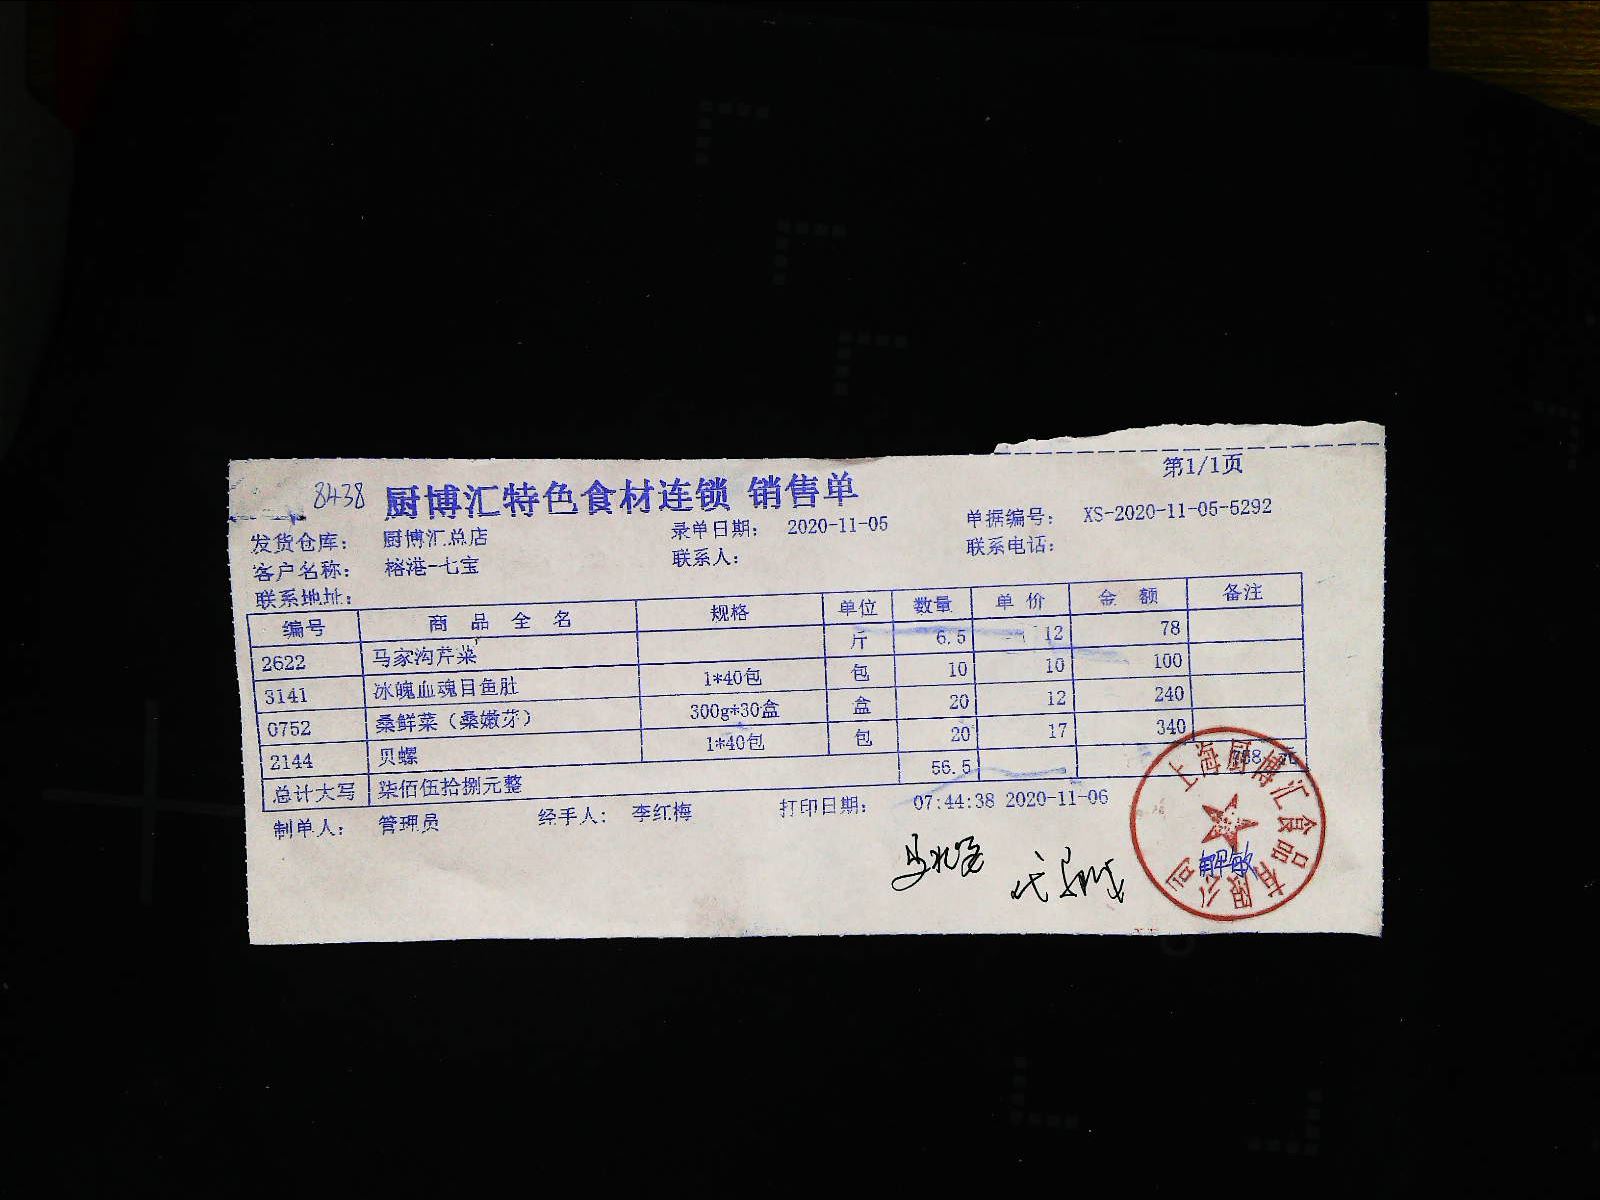 第1/1页
8438 厨博汇特色食材连锁 销售单
发货仓库： 厨博汇总店 录单日期： 2020-11-05 单据编号： XS-2020-11-05-5292
客户名称： 榕港-七宝 联系人： 联系电话：
联系地址：
编号 商 品 全 名 规格 单位 数量 单 价 金 额 备注
2622 马家沟芹菜 斤 6.5 12 78
3141 冰魄血魂目鱼肚 1*40包 包 10 10 100
0752 桑鲜菜（桑嫩芽） 300g*30盒 盒 20 12 240
2144 贝螺 1*40包 包 20 17 340
总计大写 柒佰伍拾捌元整 56.5
制单人： 管理员 经手人： 李红梅 打印日期： 07:44:38 2020-11-06
上海厨博汇食品有限公司